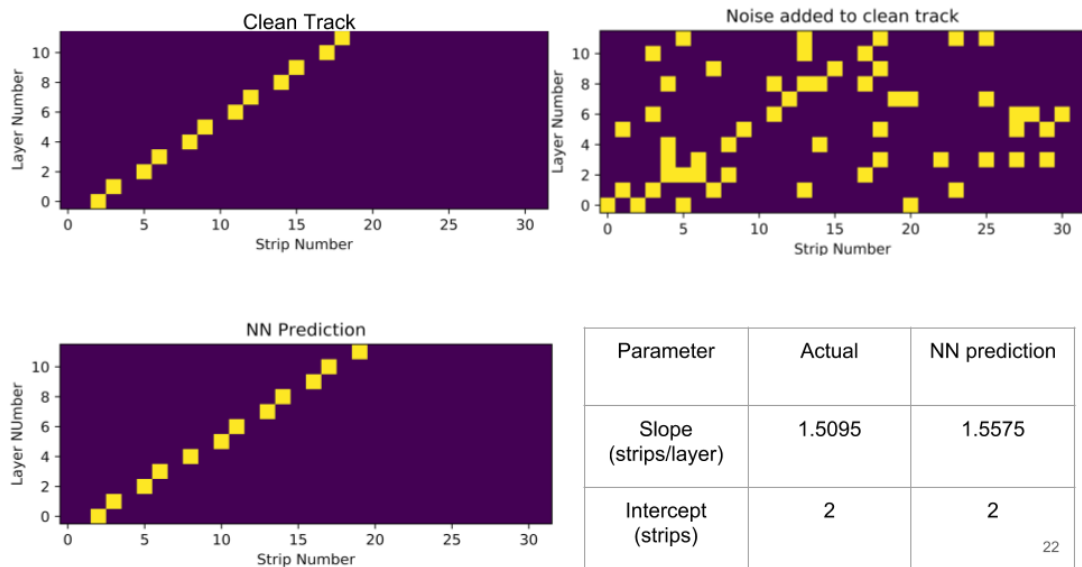 Clean Track
Layer Number
10
8
6
4
2
0
0 5 10 15 20 25 30
Strip Number
Noise added to clean track
Layer Number
10
8
6
4
2
0
0 5 10 15 20 25 30
Strip Number
NN Prediction
Layer NUmber
10
8
6
4
2
0
0 5 10 15 20 25 30
Strip Number
Parameter Actual NN prediction
Slope 1.5095 1.5575
(strips/layer)
Intercept 2 2
(strips)
22